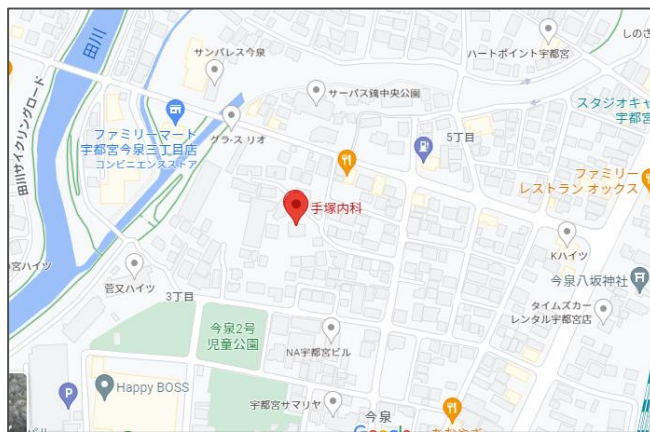 田川
サンパレス今泉
ハートポイント宇都宮
しのさ
田川サイクリングロード
サーパス錦中央公園
スタジオキャ
宇都宮
ファミリーマート
宇都宮今泉三丁目店
コンビニエンスストア
グラ・スリオ
5丁目
ファミリー
レストラン オックス
手塚内科
Kハイツ
の宮ハイツ
菅又ハイツ
今泉八坂神社
3丁目
タイムズカー
レンタル宇都宮店
今泉2号
児童公園
NA宇都宮ビル
P
Happy BOSS
宇都宮サマリヤ
今泉
Google